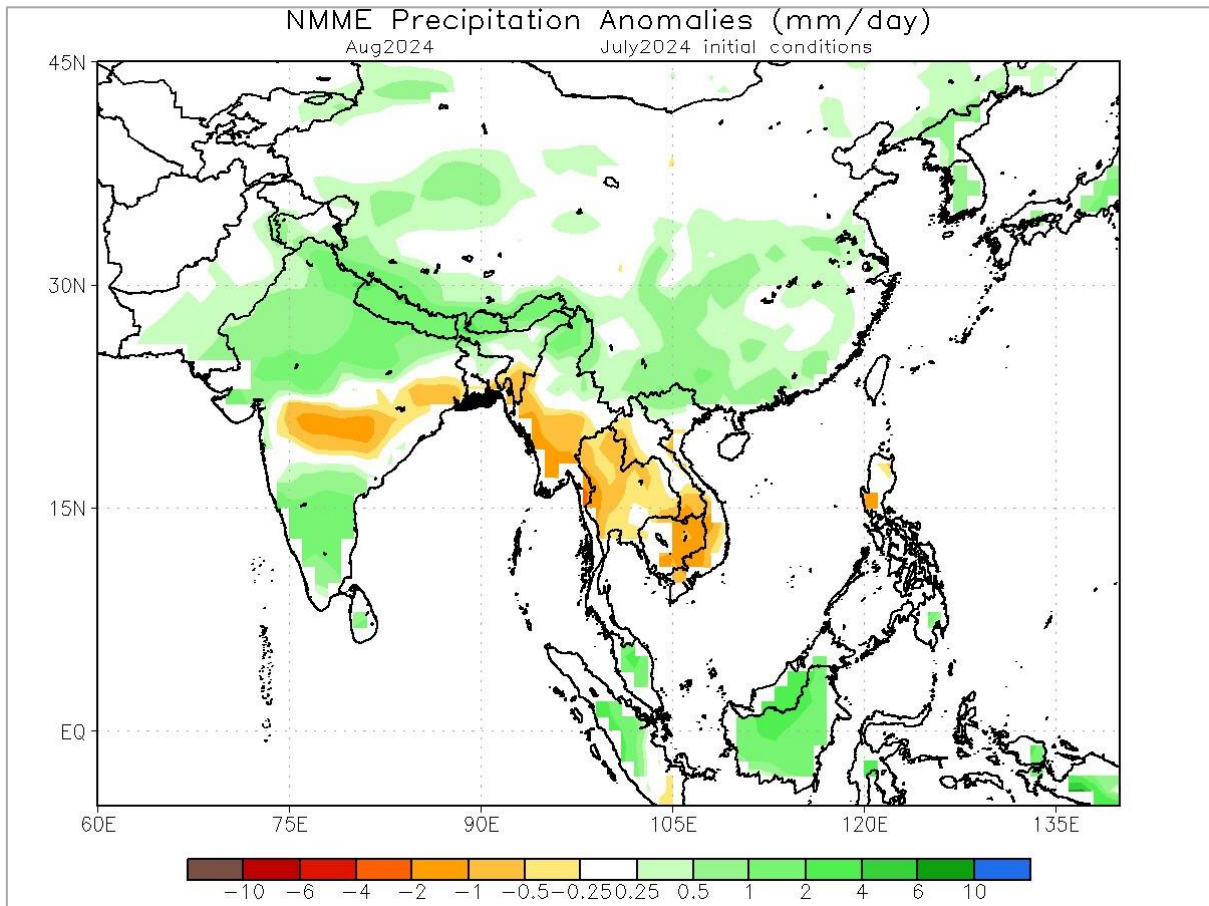 NMME Precipitation Anomalies (mm/day)
Aug2024 July2024 initial conditions
45N
30N
15N
EQ
60E 75E 90E 105E 120E 135E
−10 −6 −4 −2 −1 −0.5 −0.25 0.25 0.5 1 2 4 6 10